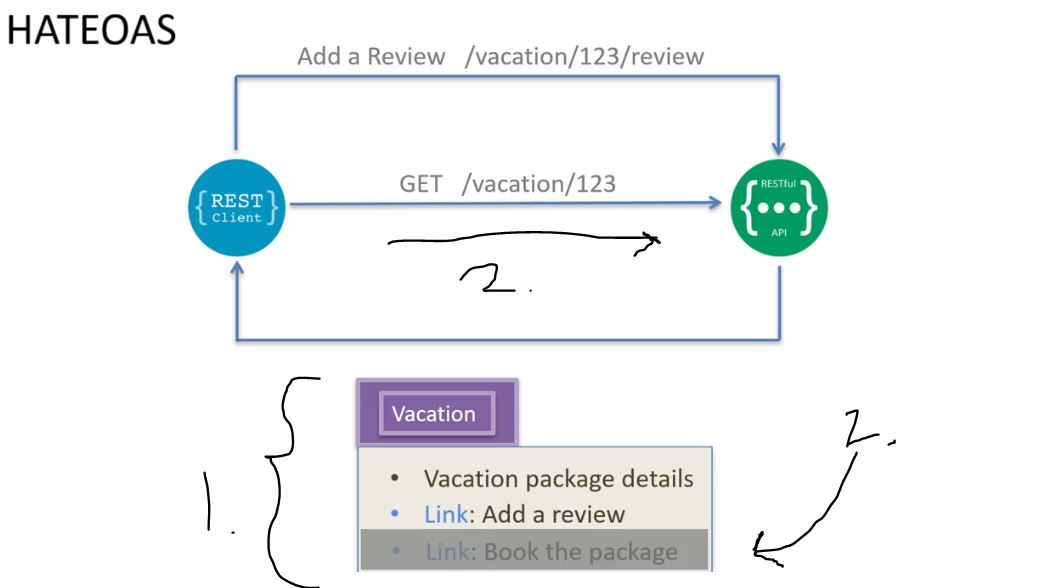 HATEOAS
Add a Review /vacation/123/review
GET /vacation/123
{REST}
Client
RESTful
{•••}
API
2.
Vacation
1.
2.
• Vacation package details
• Link: Add a review
• Link: Book the package